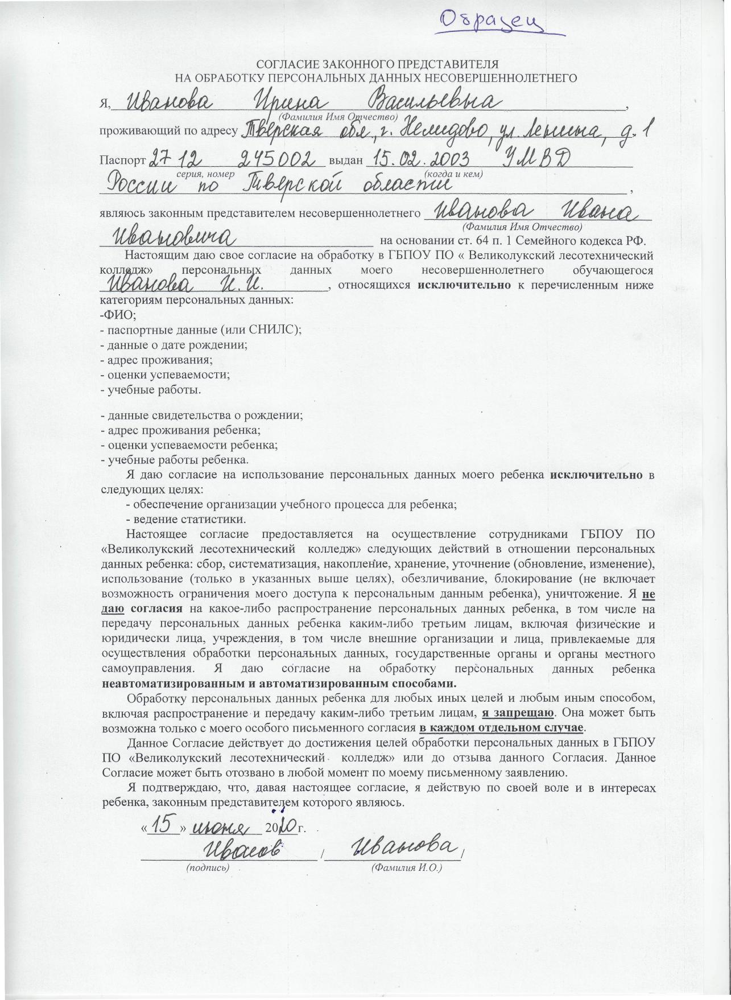 Образец
СОГЛАСИЕ ЗАКОННОГО ПРЕДСТАВИТЕЛЯ
НА ОБРАБОТКУ ПЕРСОНАЛЬНЫХ ДАННЫХ НЕСОВЕРШЕННОЛЕТНЕГО
Я, Иванова Ирина Васильевна,
(Фамилия Имя Отчество)
проживающий по адресу Тверская обл., г. Нелидово, ул. Ленина, д. 1
Паспорт 27 12 245002 выдан 15.02.2003 УМВД
серия, номер (когда и кем)
России по Тверской области,
являюсь законным представителем несовершеннолетнего Иванова Ивана
(Фамилия Имя Отчество)
Ивановича на основании ст. 64 п. 1 Семейного кодекса РФ.
Настоящим даю свое согласие на обработку в ГБПОУ ПО « Великолукский лесотехнический
колледж» персональных данных моего несовершеннолетнего обучающегося
Иванова И.И., относящихся исключительно к перечисленным ниже
категориям персональных данных:
-ФИО;
- паспортные данные (или СНИЛС);
- данные о дате рождении;
- адрес проживания;
- оценки успеваемости;
- учебные работы.
- данные свидетельства о рождении;
- адрес проживания ребенка;
- оценки успеваемости ребенка;
- учебные работы ребенка.
Я даю согласие на использование персональных данных моего ребенка исключительно в
следующих целях:
- обеспечение организации учебного процесса для ребенка;
- ведение статистики.
Настоящее согласие предоставляется на осуществление сотрудниками ГБПОУ ПО
«Великолукский лесотехнический колледж» следующих действий в отношении персональных
данных ребенка: сбор, систематизация, накопление, хранение, уточнение (обновление, изменение),
использование (только в указанных выше целях), обезличивание, блокирование (не включает
возможность ограничения моего доступа к персональным данным ребенка), уничтожение. Я не
даю согласия на какое-либо распространение персональных данных ребенка, в том числе на
передачу персональных данных ребенка каким-либо третьим лицам, включая физические и
юридически лица, учреждения, в том числе внешние организации и лица, привлекаемые для
осуществления обработки персональных данных, государственные органы и органы местного
самоуправления. Я даю согласие на обработку персональных данных ребенка
неавтоматизированным и автоматизированным способами.
Обработку персональных данных ребенка для любых иных целей и любым иным способом,
включая распространение и передачу каким-либо третьим лицам, я запрещаю. Она может быть
возможна только с моего особого письменного согласия в каждом отдельном случае.
Данное Согласие действует до достижения целей обработки персональных данных в ГБПОУ
ПО «Великолукский лесотехнический колледж» или до отзыва данного Согласия. Данное
Согласие может быть отозвано в любой момент по моему письменному заявлению.
Я подтверждаю, что, давая настоящее согласие, я действую по своей воле и в интересах
ребенка, законным представителем которого являюсь.
«15» июня 2020г.
Иванов / Иванова /
(подпись) (Фамилия И.О.)